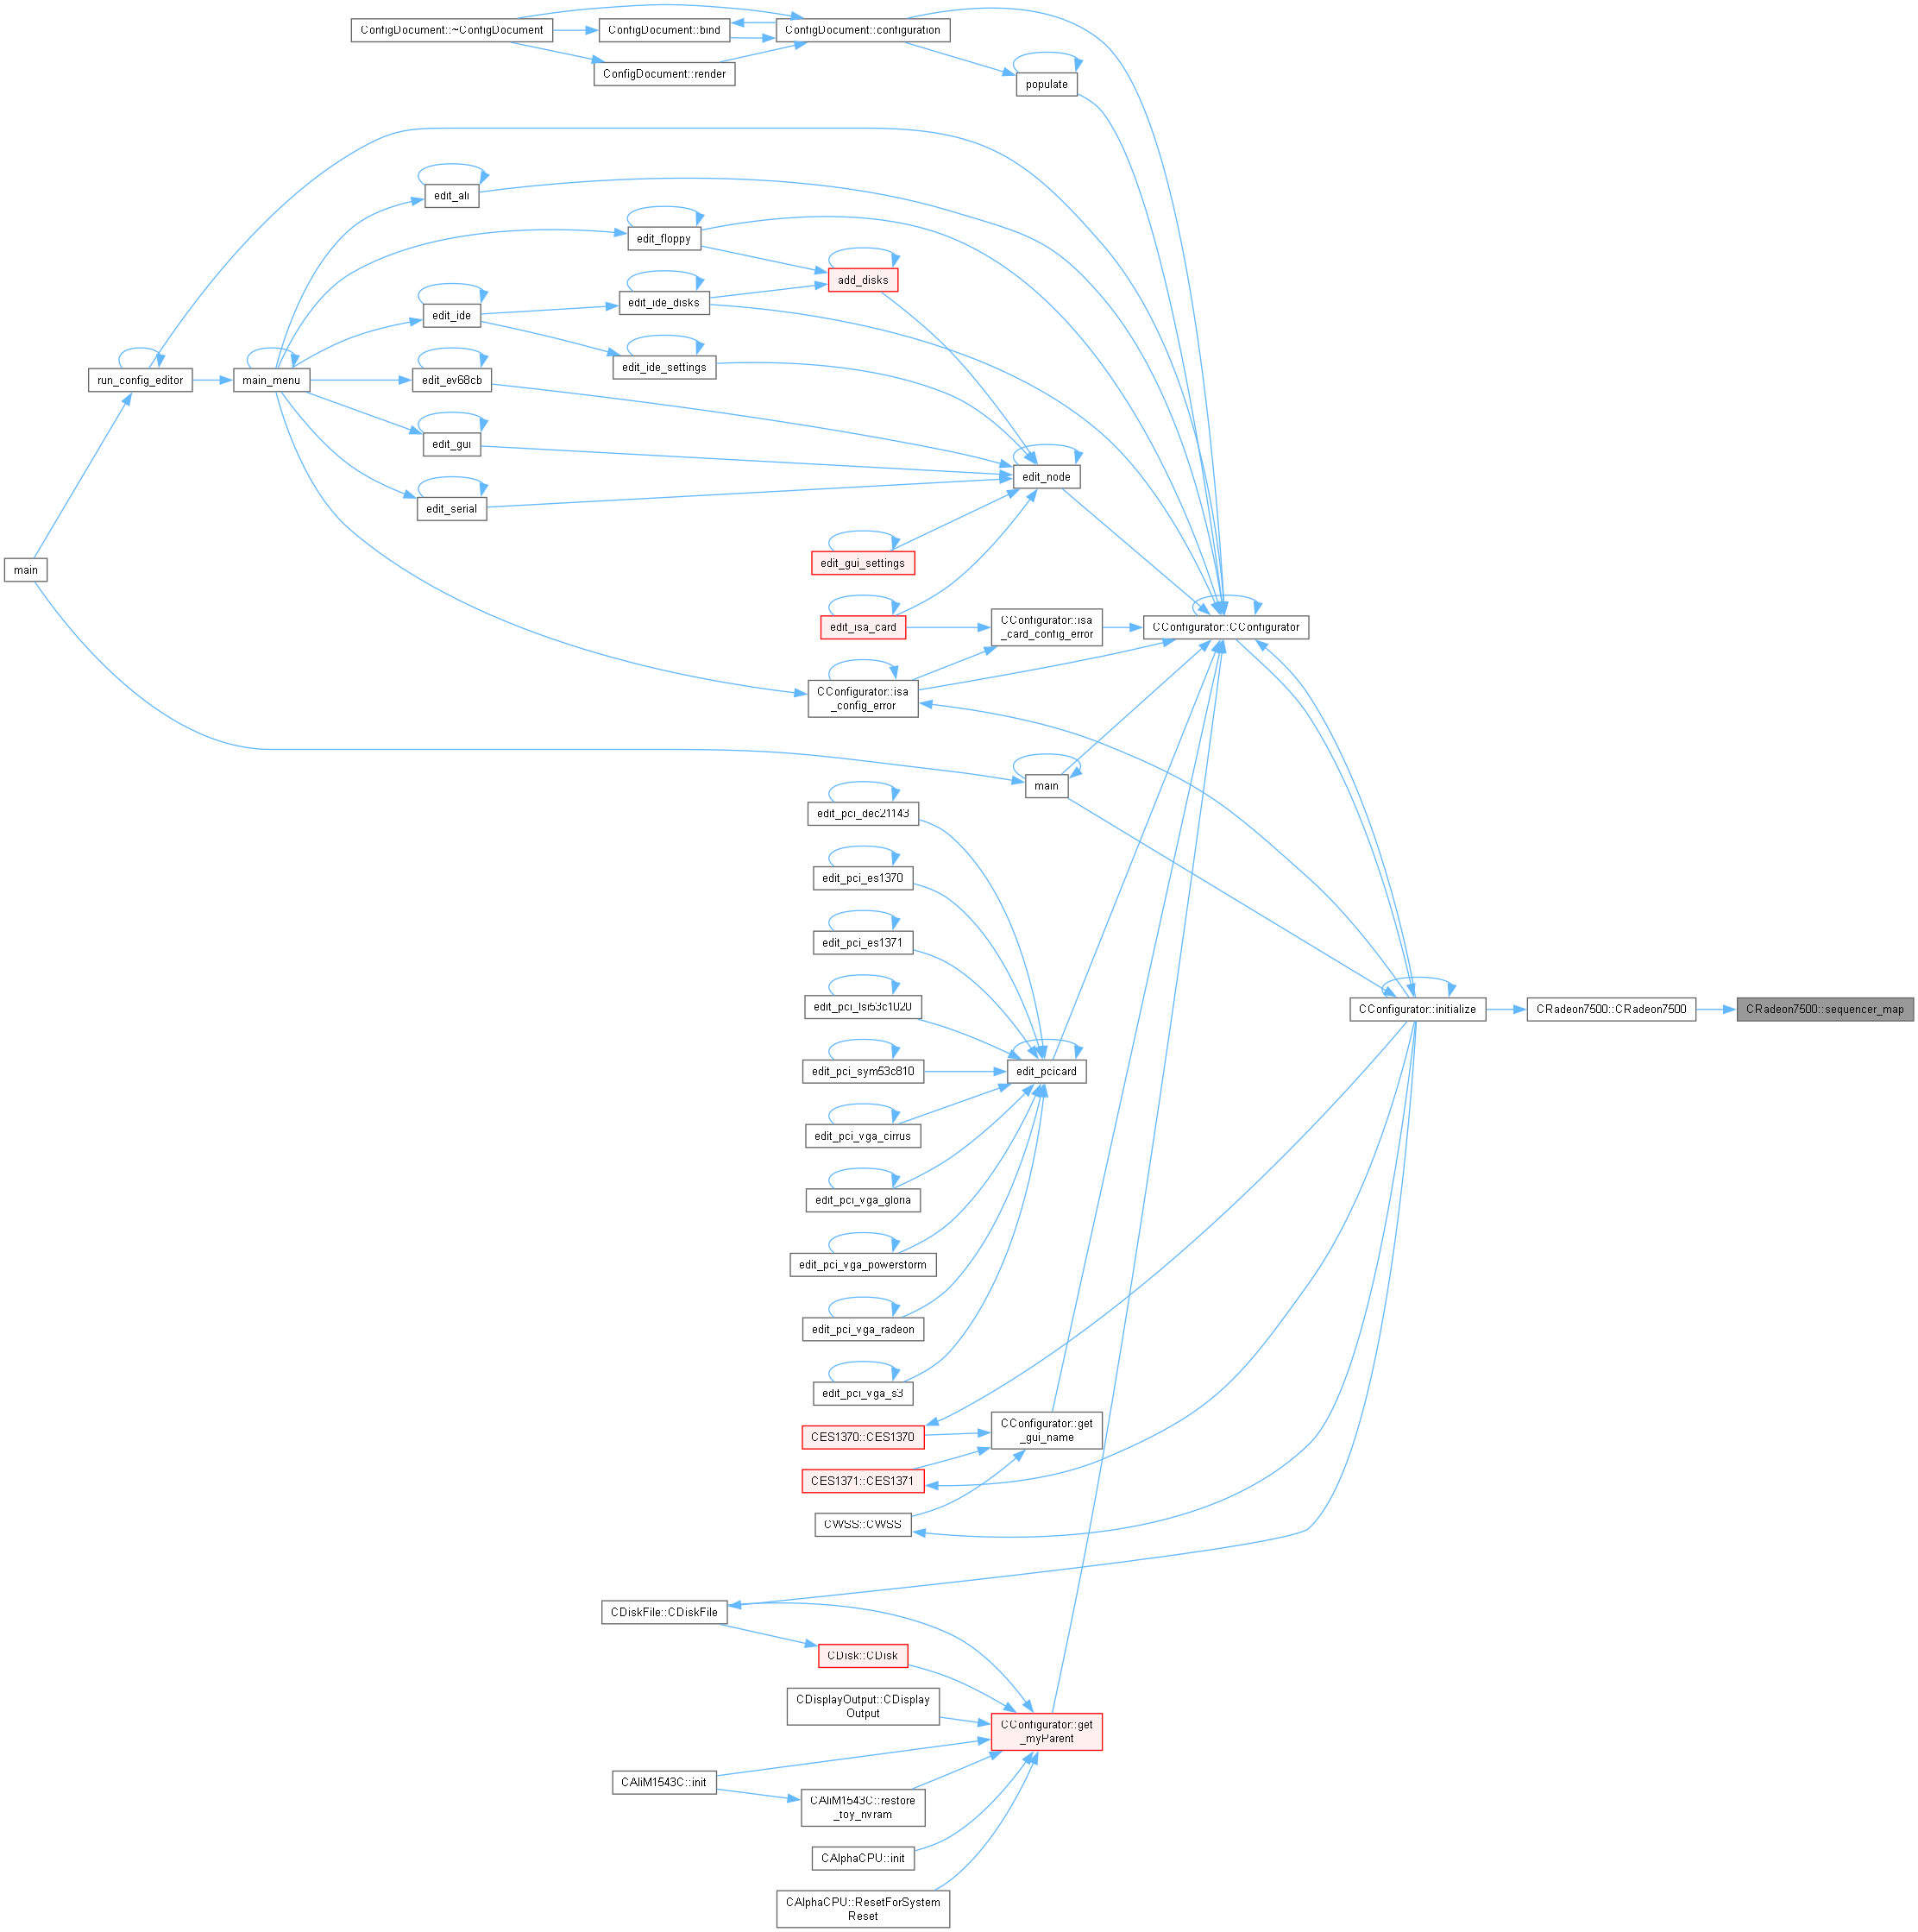 ConfigDocument::~ConfigDocument
ConfigDocument::bind
ConfigDocument::configuration
ConfigDocument::render
populate
edit_ali
edit_floppy
add_disks
edit_ide_disks
edit_ide
edit_ide_settings
run_config_editor
main_menu
edit_ev68cb
edit_gui
edit_node
edit_serial
edit_gui_settings
main
edit_isa_card
CConfigurator::isa
_card_config_error
CConfigurator::CConfigurator
CConfigurator::isa
_config_error
main
edit_pci_dec21143
edit_pci_es1370
edit_pci_es1371
edit_pci_lsi53c1020
CConfigurator::initialize
CRadeon7500::CRadeon7500
CRadeon7500::sequencer_map
edit_pci_sym53c810
edit_pcicard
edit_pci_vga_cirrus
edit_pci_vga_gloria
edit_pci_vga_powerstorm
edit_pci_vga_radeon
edit_pci_vga_s3
CES1370::CES1370
CConfigurator::get
_gui_name
CES1371::CES1371
CWSS::CWSS
CDiskFile::CDiskFile
CDisk::CDisk
CDisplayOutput::CDisplay
Output
CConfigurator::get
_myParent
CAliM1543C::init
CAliM1543C::restore
_toy_nvram
CAlphaCPU::init
CAlphaCPU::ResetForSystem
Reset